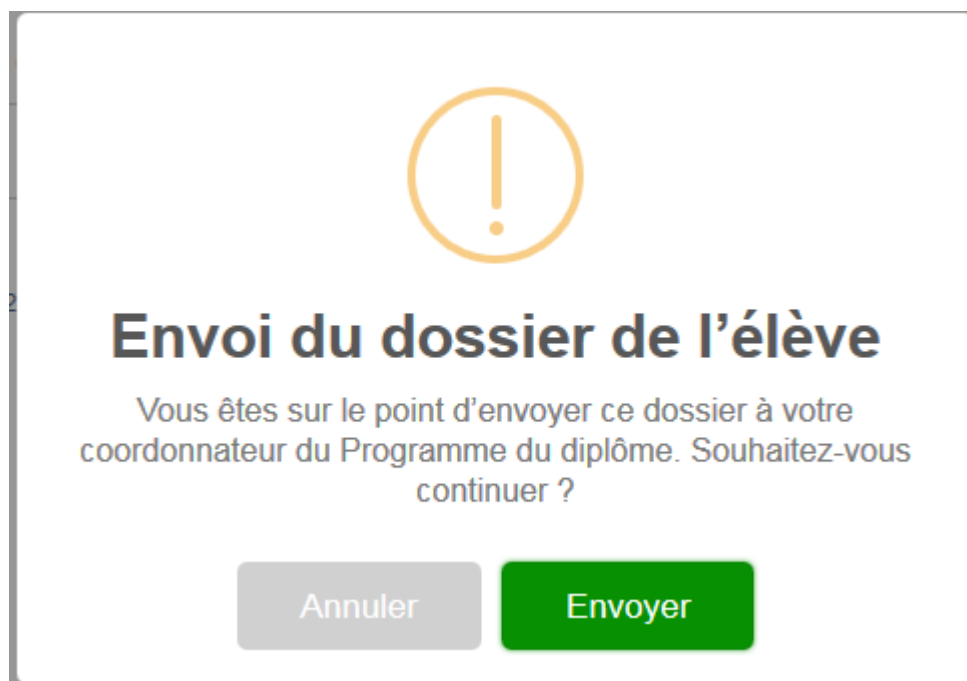 2
Envoi du dossier de l’élève
Vous êtes sur le point d’envoyer ce dossier à votre
coordonnateur du Programme du diplôme. Souhaitez-vous
continuer ?
Annuler
Envoyer